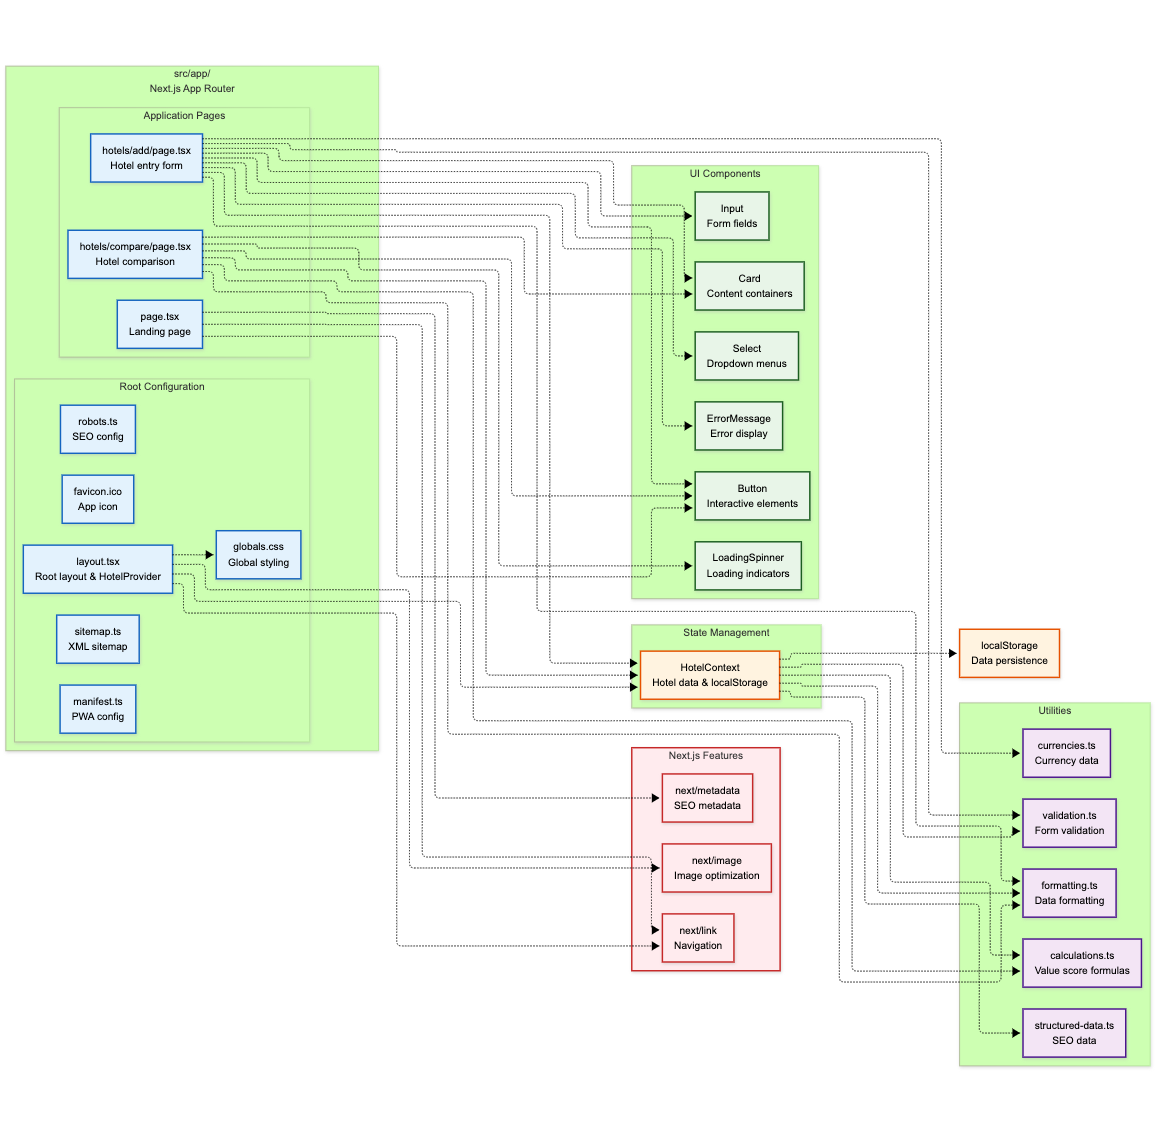 src/app/
Next.js App Router
Application Pages
hotels/add/page.tsx
Hotel entry form
hotels/compare/page.tsx
Hotel comparison
page.tsx
Landing page
Root Configuration
robots.ts
SEO config
favicon.ico
App icon
layout.tsx
Root layout & HotelProvider
globals.css
Global styling
sitemap.ts
XML sitemap
manifest.ts
PWA config
UI Components
Input
Form fields
Card
Content containers
Select
Dropdown menus
ErrorMessage
Error display
Button
Interactive elements
LoadingSpinner
Loading indicators
State Management
HotelContext
Hotel data & localStorage
Next.js Features
next/metadata
SEO metadata
next/image
Image optimization
next/link
Navigation
localStorage
Data persistence
Utilities
currencies.ts
Currency data
validation.ts
Form validation
formatting.ts
Data formatting
calculations.ts
Value score formulas
structured-data.ts
SEO data